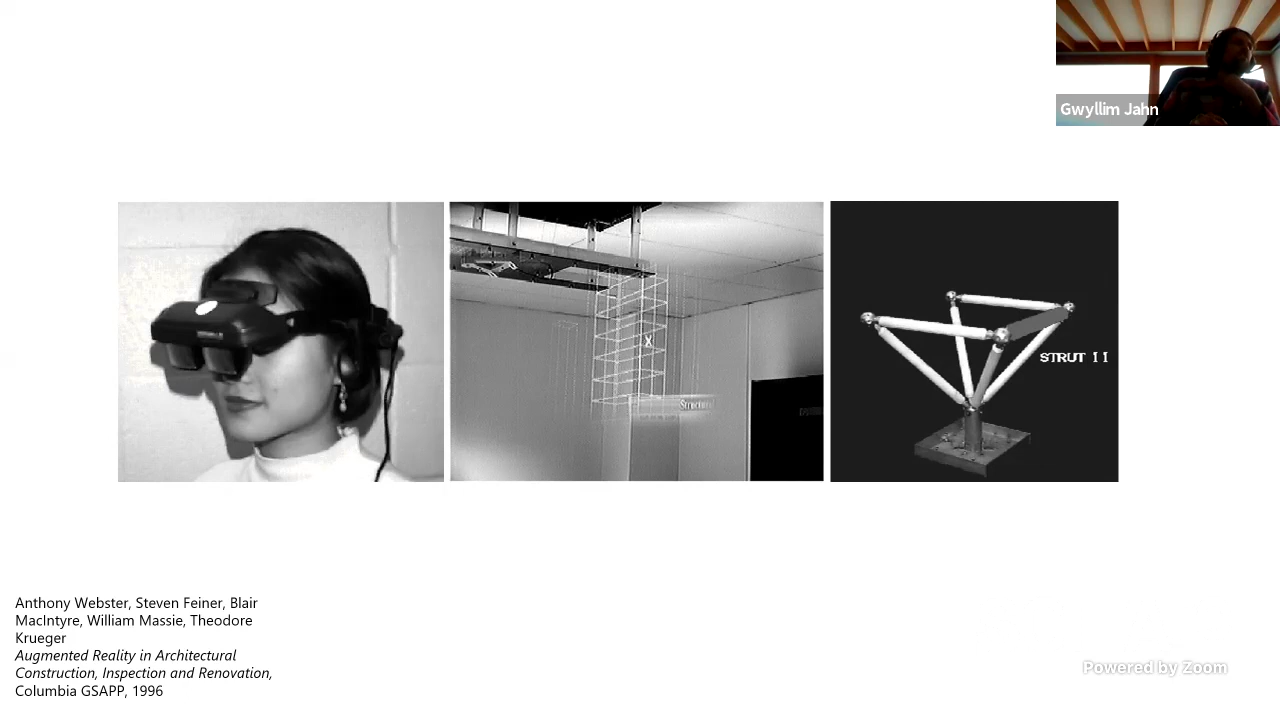 Gwyllim Jahn
STRUT 11
Anthony Webster, Steven Feiner, Blair
MacIntyre, William Massie, Theodore
Krueger
Augmented Reality in Architectural
Construction, Inspection and Renovation,
Columbia GSAPP, 1996
Powered by Zoom